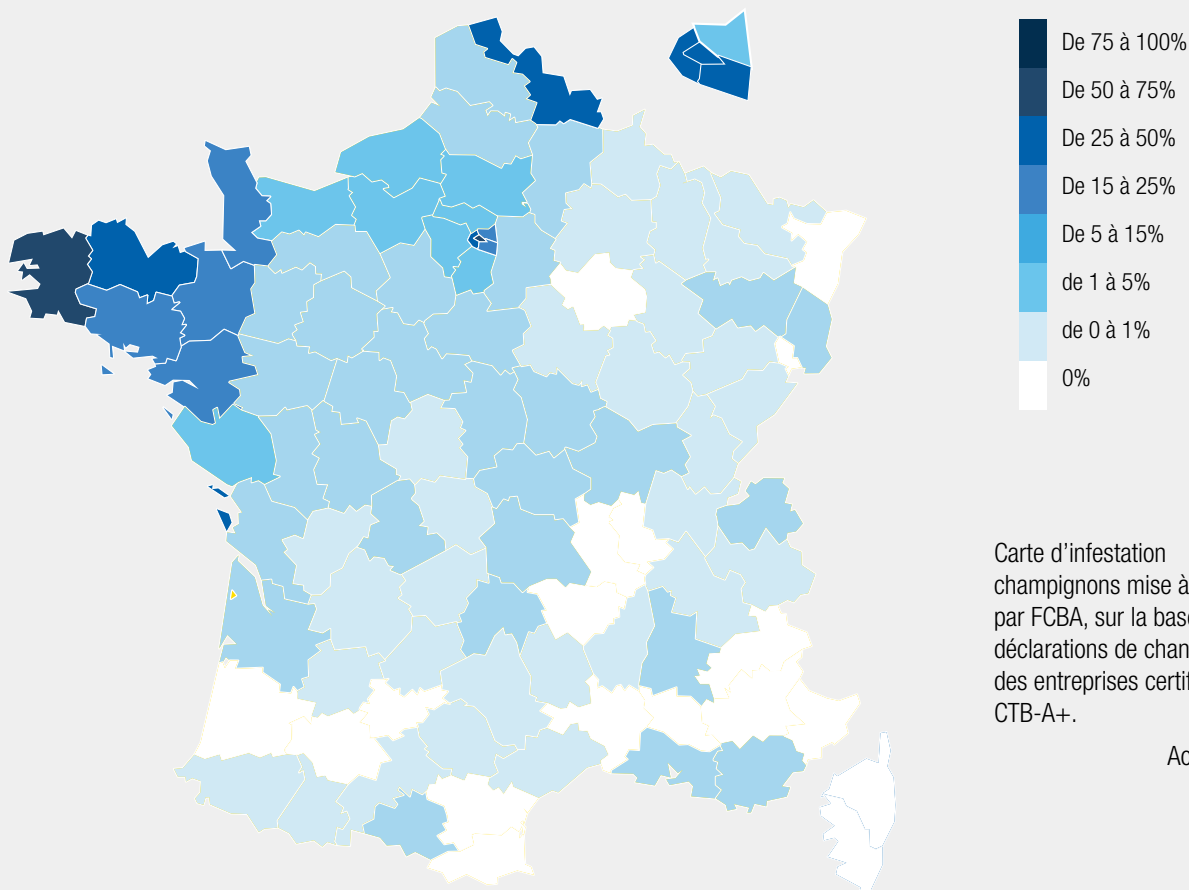 De 75 à 100%
De 50 à 75%
De 25 à 50%
De 15 à 25%
De 5 à 15%
de 1 à 5%
de 0 à 1%
0%
Carte d’infestation
champignons mise à
par FCBA, sur la base
déclarations de chan
des entreprises certif
CTB-A+.
Ac